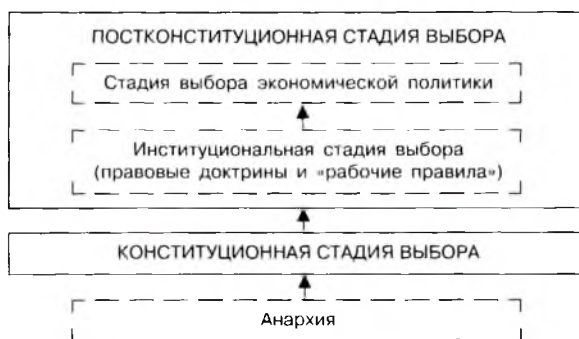 ПОСТКОНСТИТУЦИОННАЯ СТАДИЯ ВЫБОРА
Стадия выбора экономической политики
Институциональная стадия выбора
(правовые доктрины и «рабочие правила»)
КОНСТИТУЦИОННАЯ СТАДИЯ ВЫБОРА
Анархия